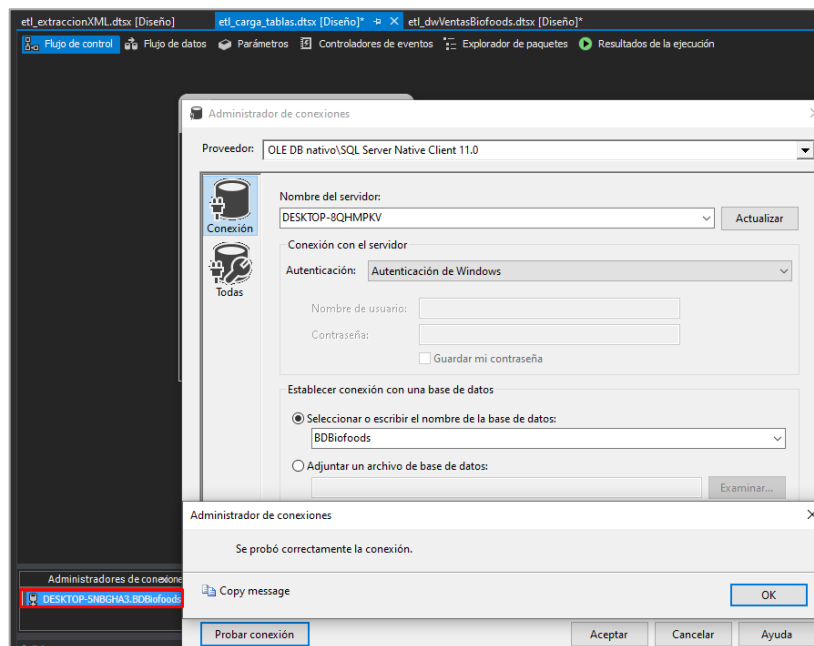 etl_extraccionXML.dtsx [Diseño] etl_carga_tablas.dtsx [Diseño]* etl_dwVentasBiofoods.dtsx [Diseño]*
Flujo de control Flujo de datos Parámetros Controladores de eventos Explorador de paquetes Resultados de la ejecución
Administrador de conexiones
Proveedor: OLE DB nativo\SQL Server Native Client 11.0
Conexión
Todas
Nombre del servidor:
DESKTOP-8QHMPKV Actualizar
Conexión con el servidor
Autenticación: Autenticación de Windows
Nombre de usuario:
Contraseña:
Guardar mi contraseña
Establecer conexión con una base de datos
Seleccionar o escribir el nombre de la base de datos:
BDBiofoods
Adjuntar un archivo de base de datos:
Examinar...
Administrador de conexiones
Se probó correctamente la conexión.
Copy message
OK
Administradores de conexione
DESKTOP-5NBGHA3.BDBiofoods
Probar conexión Aceptar Cancelar Ayuda